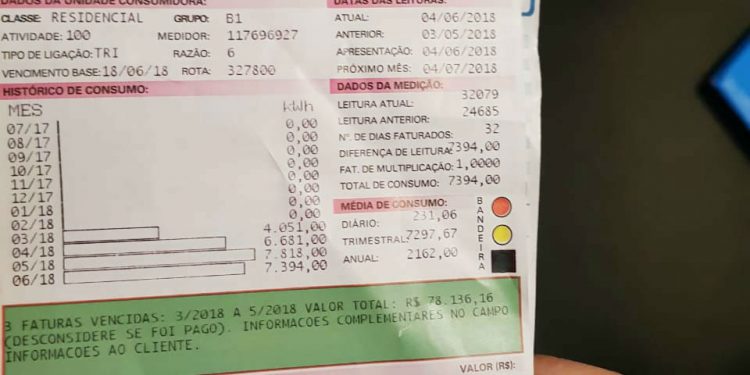 DADOS DA UNIDADE CONSUMIDORA:
CLASSE: RESIDENCIAL GRUPO: B1
ATIVIDADE: 100 MEDIDOR: 117696927
TIPO DE LIGAÇÃO: TRI RAZÃO: 6
VENCIMENTO BASE: 18/06/18 ROTA: 327800
HISTÓRICO DE CONSUMO:
MES kWh
07/17 0,00
08/17 0,00
09/17 0,00
10/17 0,00
11/17 0,00
12/17 0,00
01/18 0,00
02/18 0,00
03/18 4.051,00
04/18 6.681,00
05/18 7.818,00
06/18 7.394,00
DATAS DAS LEITURAS:
ATUAL: 04/06/2018
ANTERIOR: 03/05/2018
APRESENTAÇÃO: 04/06/2018
PRÓXIMO MÊS: 04/07/2018
DADOS DA MEDIÇÃO:
LEITURA ATUAL: 32079
LEITURA ANTERIOR: 24685
Nº. DE DIAS FATURADOS: 32
DIFERENÇA DE LEITURA: 7394,00
FAT. DE MULTIPLICAÇÃO: 1,0000
TOTAL DE CONSUMO: 7394,00
MÉDIA DE CONSUMO:
DIÁRIO: 231,06
TRIMESTRAL: 7297,67
ANUAL: 2162,00
BANDEIRA
3 FATURAS VENCIDAS: 3/2018 A 5/2018 VALOR TOTAL: R$ 78.136,16
(DESCONSIDERE SE FOI PAGO). INFORMACOES COMPLEMENTARES NO CAMPO
INFORMACOES AO CLIENTE.
VALOR (R$):